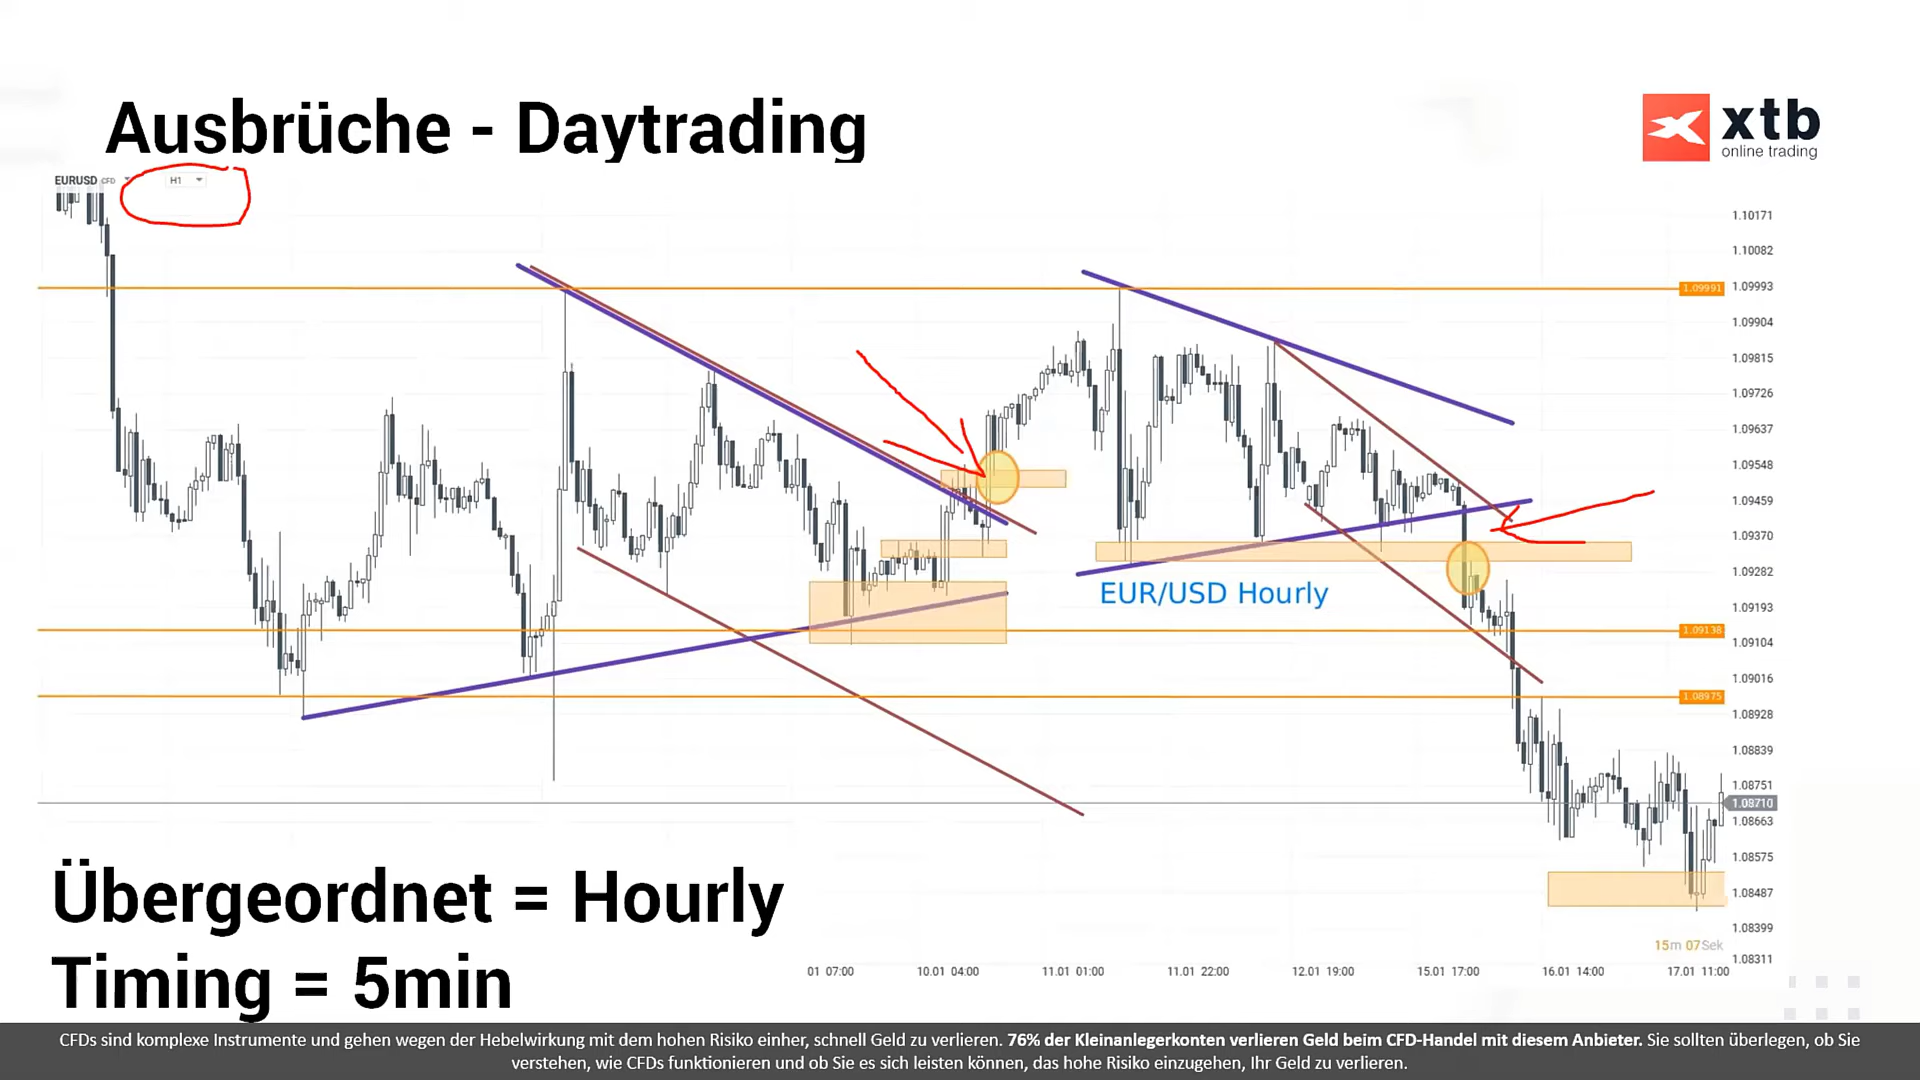 Ausbrüche - Daytrading
xtb
online trading
EURUSD CFD H1
1.10171
1.10082
1.09991 1.09993
1.09904
1.09815
1.09726
1.09637
1.09548
1.09459
1.09370
1.09282
EUR/USD Hourly
1.09193
1.09138
1.09104
1.09016
1.08975
1.08928
1.08839
1.08751
1.08710
1.08663
1.08575
1.08487
1.08399
15m 07Sek
1.08311
01 07:00 10.01 04:00 11.01 01:00 11.01 22:00 12.01 19:00 15.01 17:00 16.01 14:00 17.01 11:00
Übergeordnet = Hourly
Timing = 5min
CFDs sind komplexe Instrumente und gehen wegen der Hebelwirkung mit dem hohen Risiko einher, schnell Geld zu verlieren. 76% der Kleinanlegerkonten verlieren Geld beim CFD-Handel mit diesem Anbieter. Sie sollten überlegen, ob Sie
verstehen, wie CFDs funktionieren und ob Sie es sich leisten können, das hohe Risiko einzugehen, Ihr Geld zu verlieren.